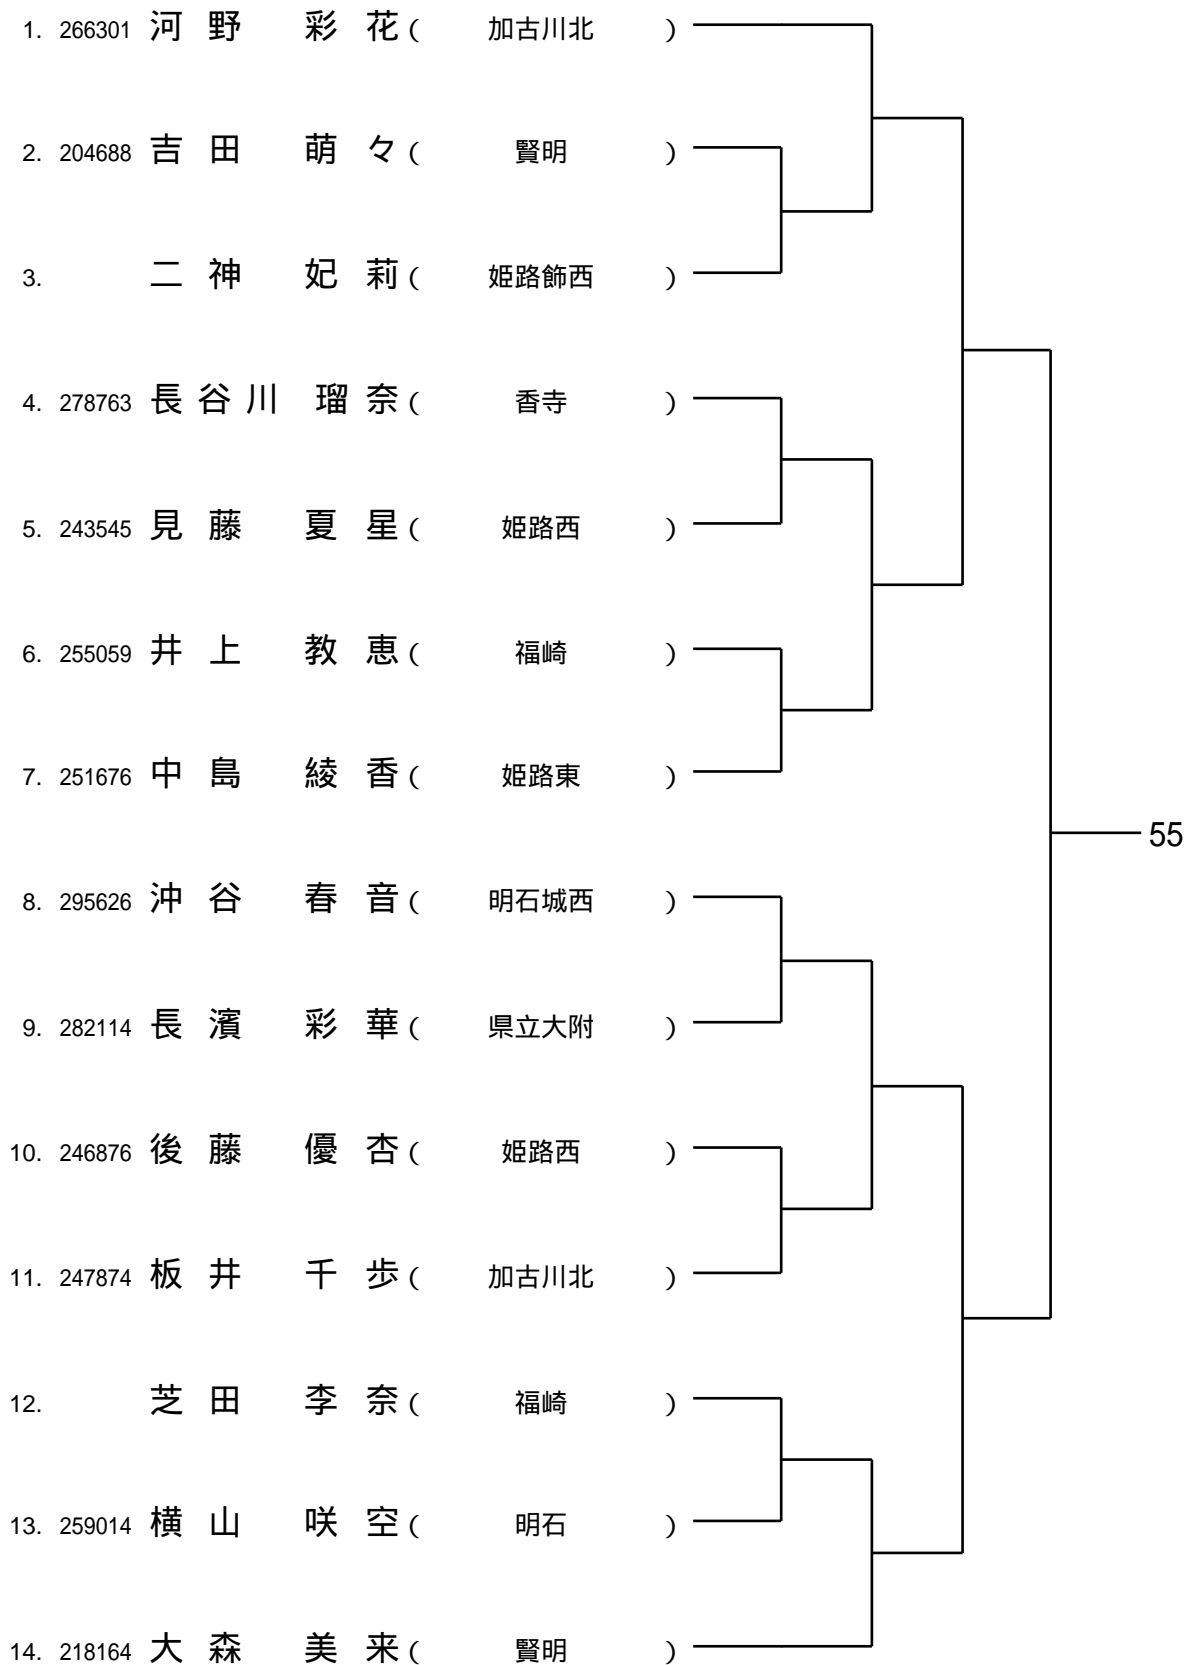 1. 266301 河野 彩花( 加古川北 )
2. 204688 吉田 萌々( 賢明 )
3. 二神 妃莉( 姫路飾西 )
4. 278763 長谷川 瑠奈( 香寺 )
5. 243545 見藤 夏星( 姫路西 )
6. 255059 井上 教恵( 福崎 )
7. 251676 中島 綾香( 姫路東 )
55
8. 295626 沖谷 春音( 明石城西 )
9. 282114 長濱 彩華( 県立大附 )
10. 246876 後藤 優杏( 姫路西 )
11. 247874 板井 千歩( 加古川北 )
12. 芝田 李奈( 福崎 )
13. 259014 横山 咲空( 明石 )
14. 218164 大森 美来( 賢明 )